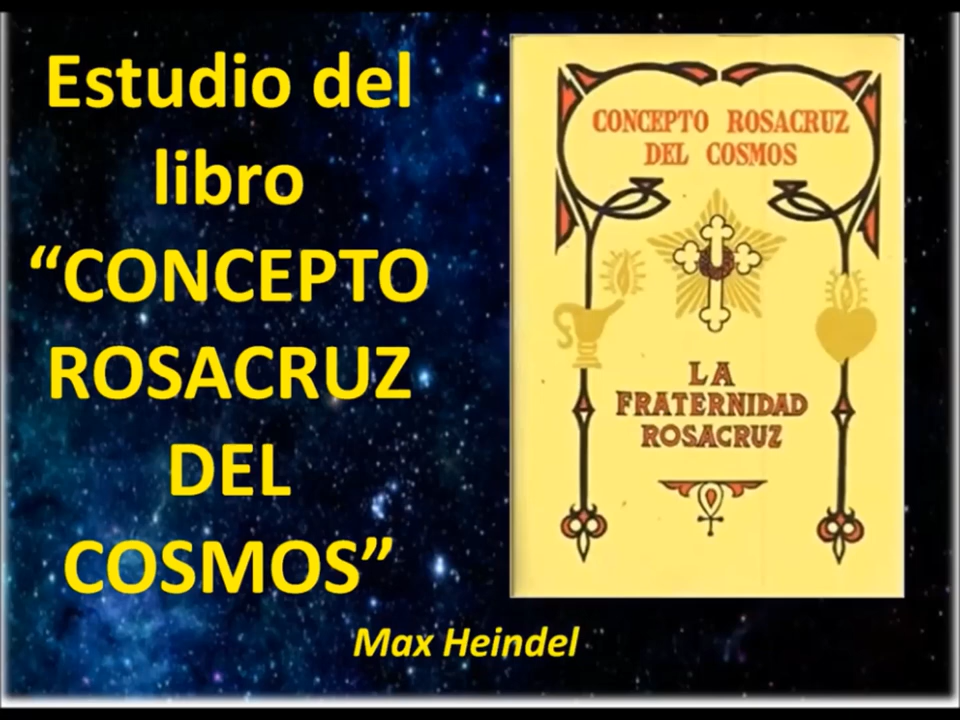 Estudio del
libro
“CONCEPTO
ROSACRUZ
DEL
COSMOS”
CONCEPTO ROSACRUZ
DEL COSMOS
LA
FRATERNIDAD
ROSACRUZ
Max Heindel